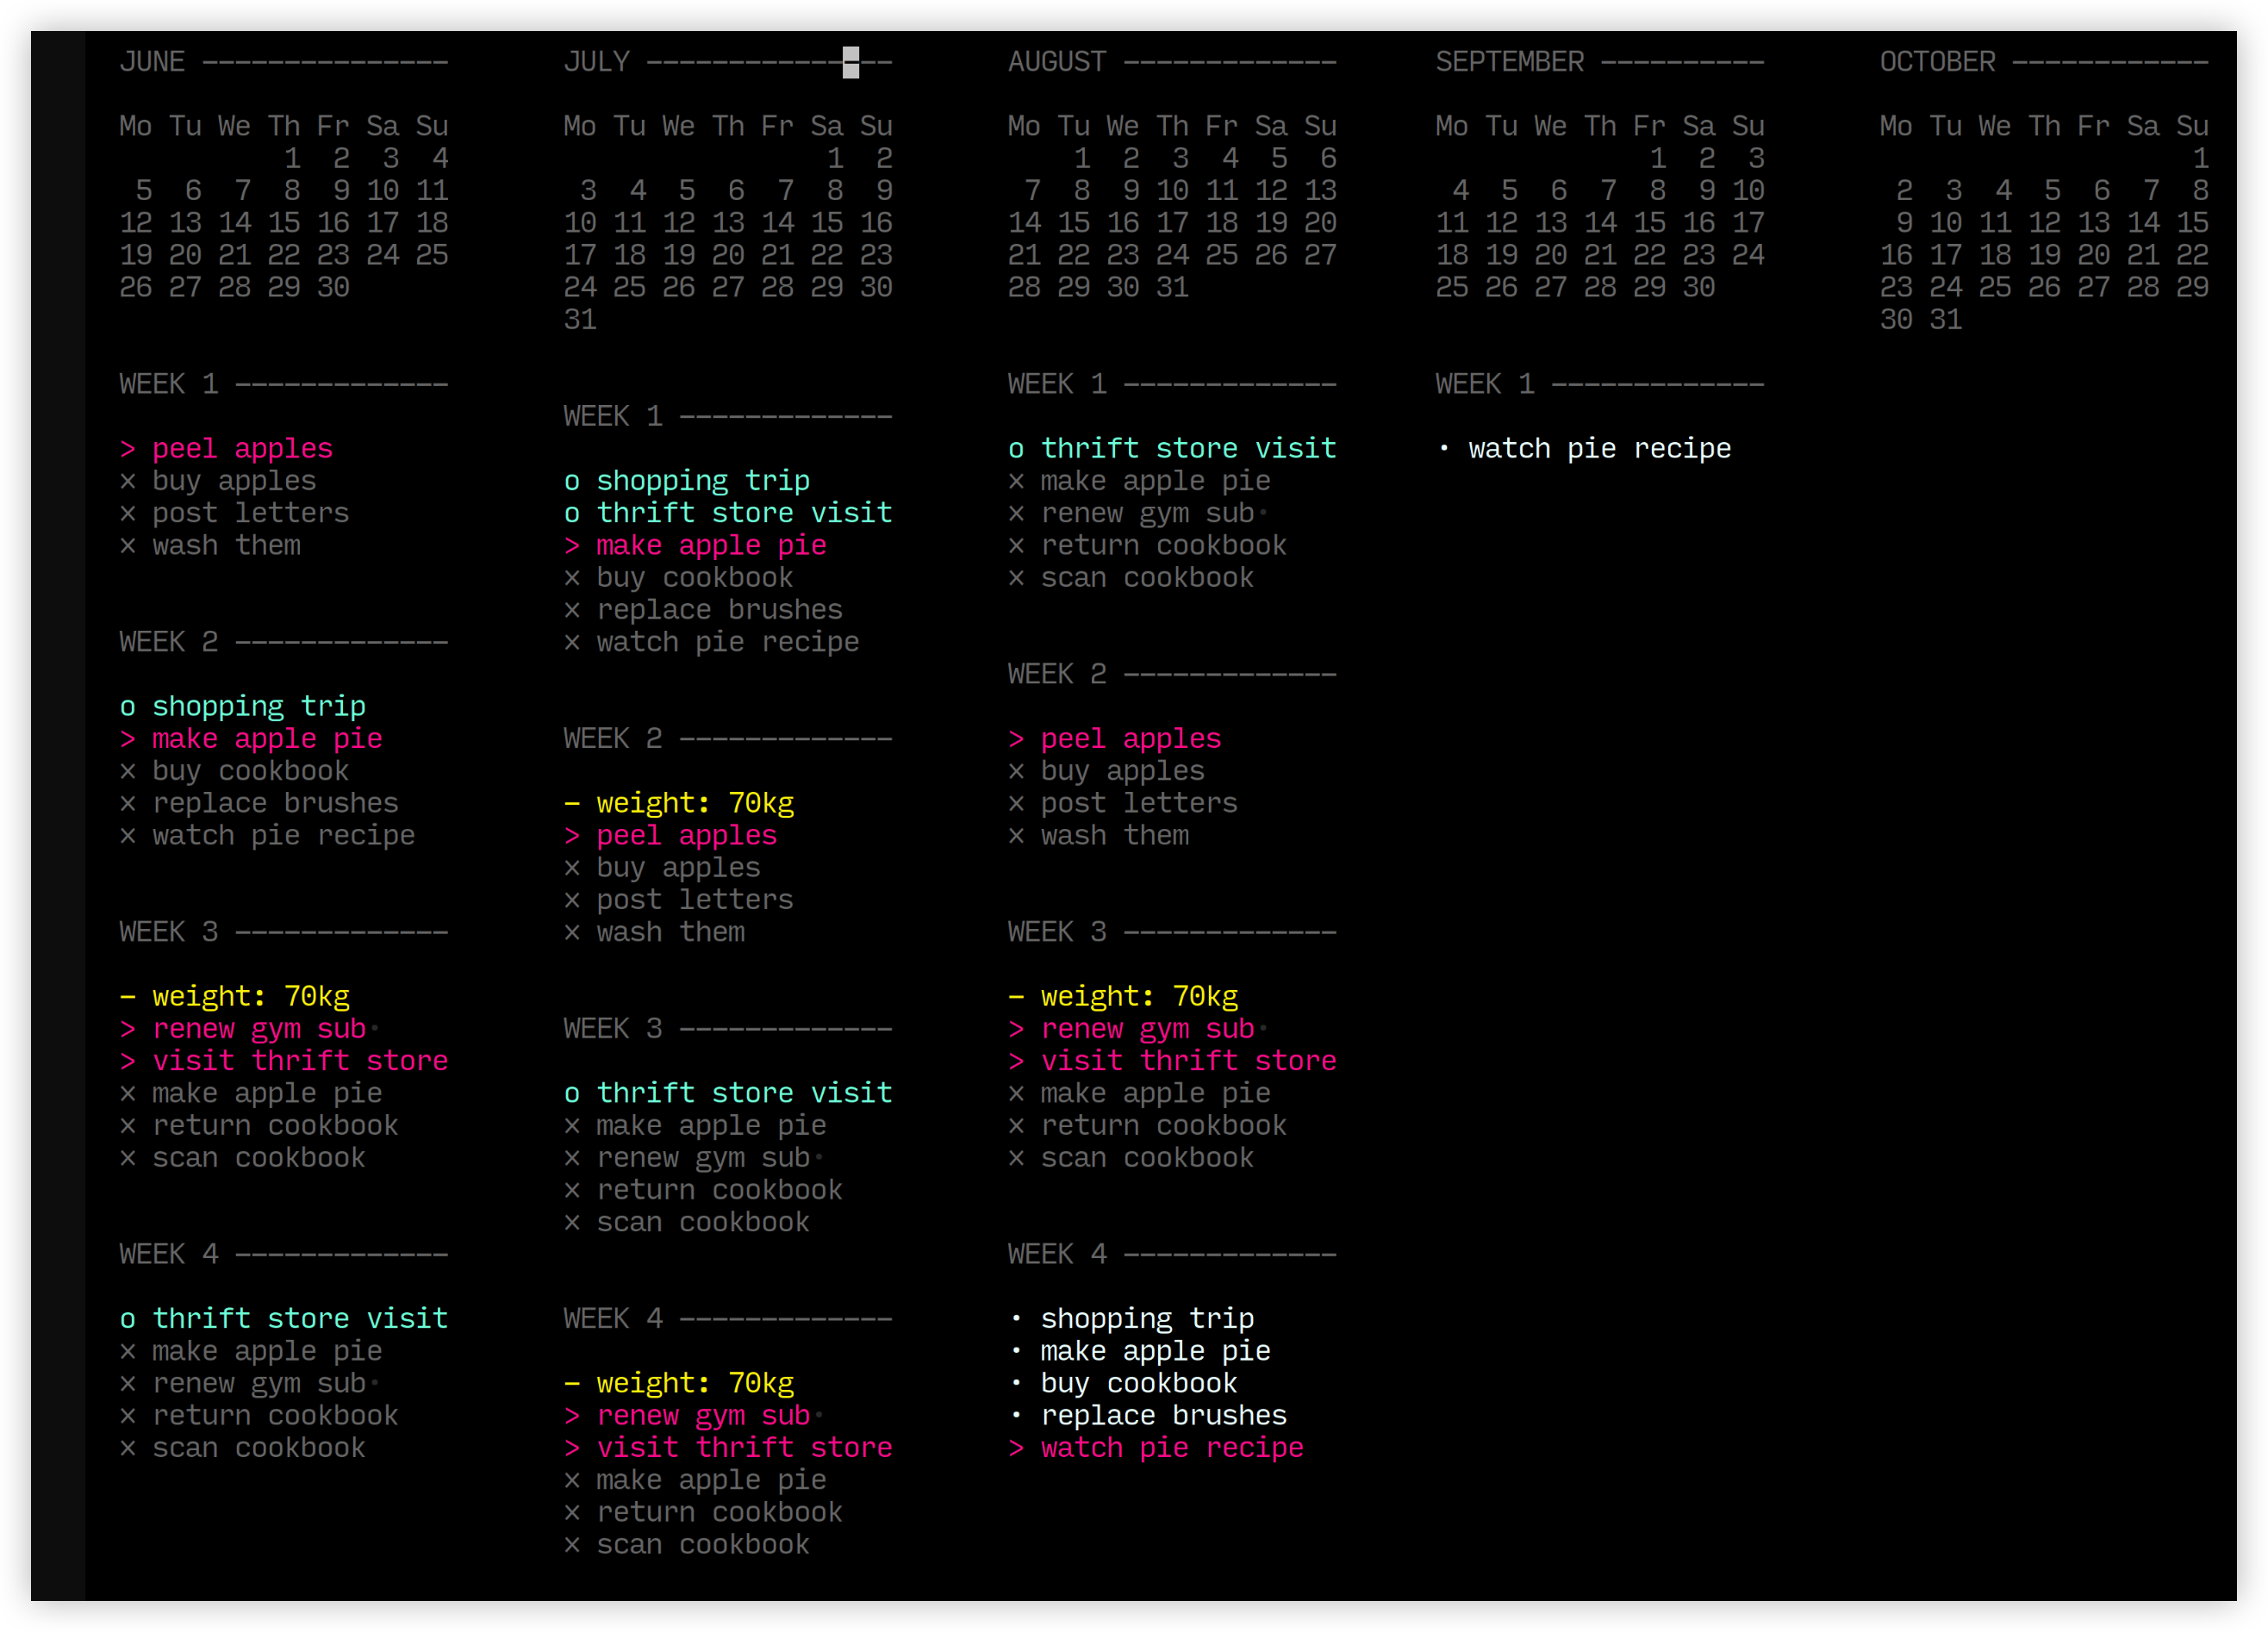 JUNE ---------------
Mo Tu We Th Fr Sa Su
          1  2  3  4
 5  6  7  8  9 10 11
12 13 14 15 16 17 18
19 20 21 22 23 24 25
26 27 28 29 30
WEEK 1 -------------
> peel apples
× buy apples
× post letters
× wash them
WEEK 2 -------------
o shopping trip
> make apple pie
× buy cookbook
× replace brushes
× watch pie recipe
WEEK 3 -------------
- weight: 70kg
> renew gym sub·
> visit thrift store
× make apple pie
× return cookbook
× scan cookbook
WEEK 4 -------------
o thrift store visit
× make apple pie
× renew gym sub·
× return cookbook
× scan cookbook
JULY ---------------
Mo Tu We Th Fr Sa Su
                1  2
 3  4  5  6  7  8  9
10 11 12 13 14 15 16
17 18 19 20 21 22 23
24 25 26 27 28 29 30
31
WEEK 1 -------------
o shopping trip
o thrift store visit
> make apple pie
× buy cookbook
× replace brushes
× watch pie recipe
WEEK 2 -------------
- weight: 70kg
> peel apples
× buy apples
× post letters
× wash them
WEEK 3 -------------
o thrift store visit
× make apple pie
× renew gym sub·
× return cookbook
× scan cookbook
WEEK 4 -------------
- weight: 70kg
> renew gym sub·
> visit thrift store
× make apple pie
× return cookbook
× scan cookbook
AUGUST -------------
Mo Tu We Th Fr Sa Su
    1  2  3  4  5  6
 7  8  9 10 11 12 13
14 15 16 17 18 19 20
21 22 23 24 25 26 27
28 29 30 31
WEEK 1 -------------
o thrift store visit
× make apple pie
× renew gym sub·
× return cookbook
× scan cookbook
WEEK 2 -------------
> peel apples
× buy apples
× post letters
× wash them
WEEK 3 -------------
- weight: 70kg
> renew gym sub·
> visit thrift store
× make apple pie
× return cookbook
× scan cookbook
WEEK 4 -------------
· shopping trip
· make apple pie
· buy cookbook
· replace brushes
> watch pie recipe
SEPTEMBER ----------
Mo Tu We Th Fr Sa Su
             1  2  3
 4  5  6  7  8  9 10
11 12 13 14 15 16 17
18 19 20 21 22 23 24
25 26 27 28 29 30
WEEK 1 -------------
· watch pie recipe
OCTOBER ------------
Mo Tu We Th Fr Sa Su
                   1
 2  3  4  5  6  7  8
 9 10 11 12 13 14 15
16 17 18 19 20 21 22
23 24 25 26 27 28 29
30 31